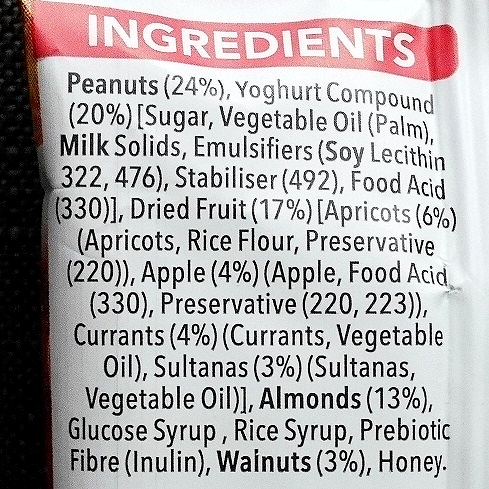 INGREDIENTS
Peanuts (24%), Yoghurt Compound
(20%) [Sugar, Vegetable Oil (Palm),
Milk Solids, Emulsifiers (Soy Lecithin
322, 476), Stabiliser (492), Food Acid
(330)], Dried Fruit (17%) [Apricots (6%)
(Apricots, Rice Flour, Preservative
(220)), Apple (4%) (Apple, Food Acid
(330), Preservative (220, 223)),
Currants (4%) (Currants, Vegetable
Oil), Sultanas (3%) (Sultanas,
Vegetable Oil)], Almonds (13%),
Glucose Syrup , Rice Syrup, Prebiotic
Fibre (Inulin), Walnuts (3%), Honey.